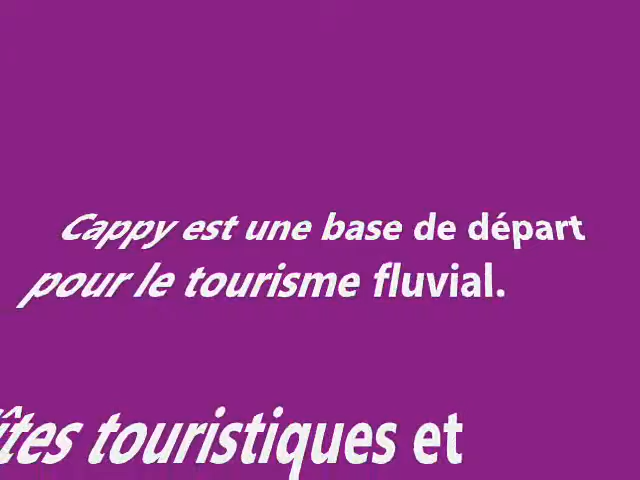 Cappy est une base de départ
pour le tourisme fluvial.
touristiques et